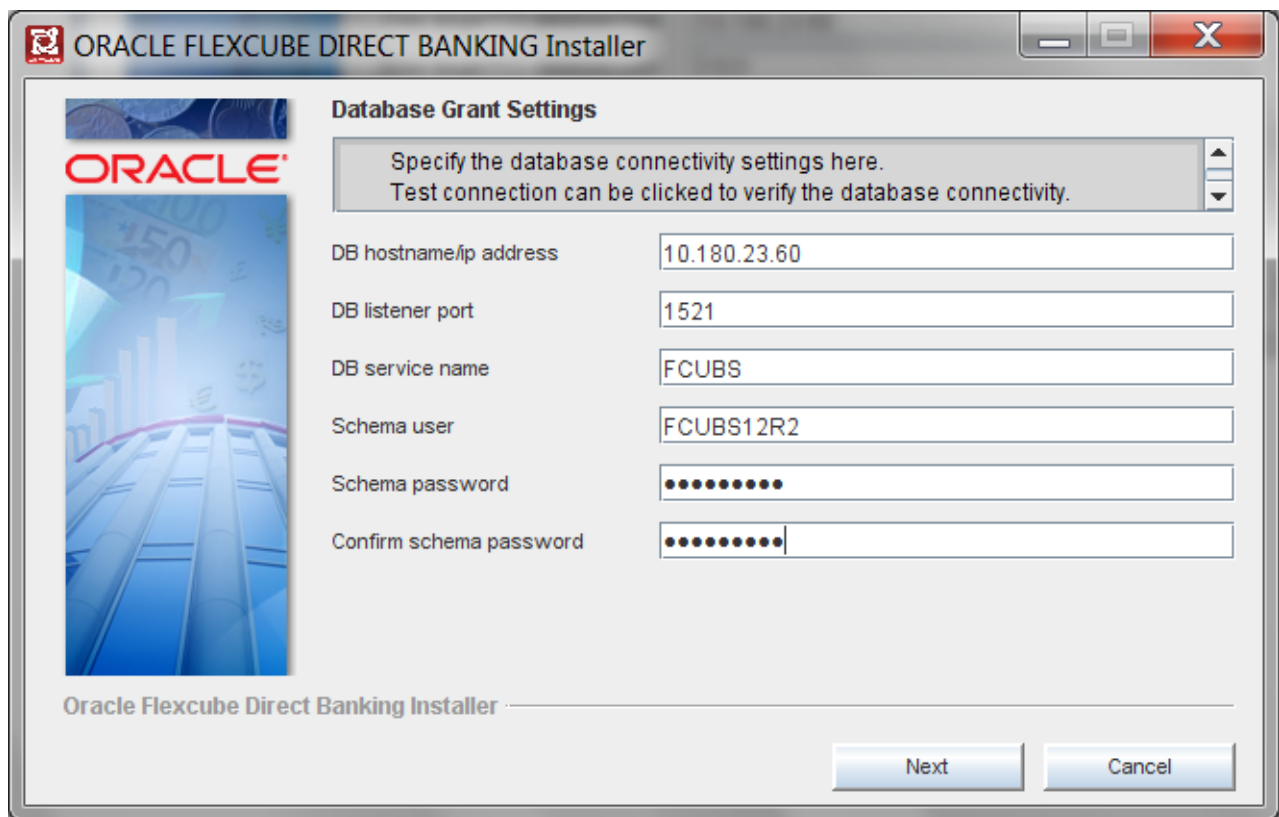 ORACLE FLEXCUBE DIRECT BANKING Installer
ORACLE
Database Grant Settings
Specify the database connectivity settings here.
Test connection can be clicked to verify the database connectivity.
DB hostname/ip address 10.180.23.60
DB listener port 1521
DB service name FCUBS
Schema user FCUBS12R2
Schema password •••••••••
Confirm schema password •••••••••
Oracle Flexcube Direct Banking Installer
Next Cancel